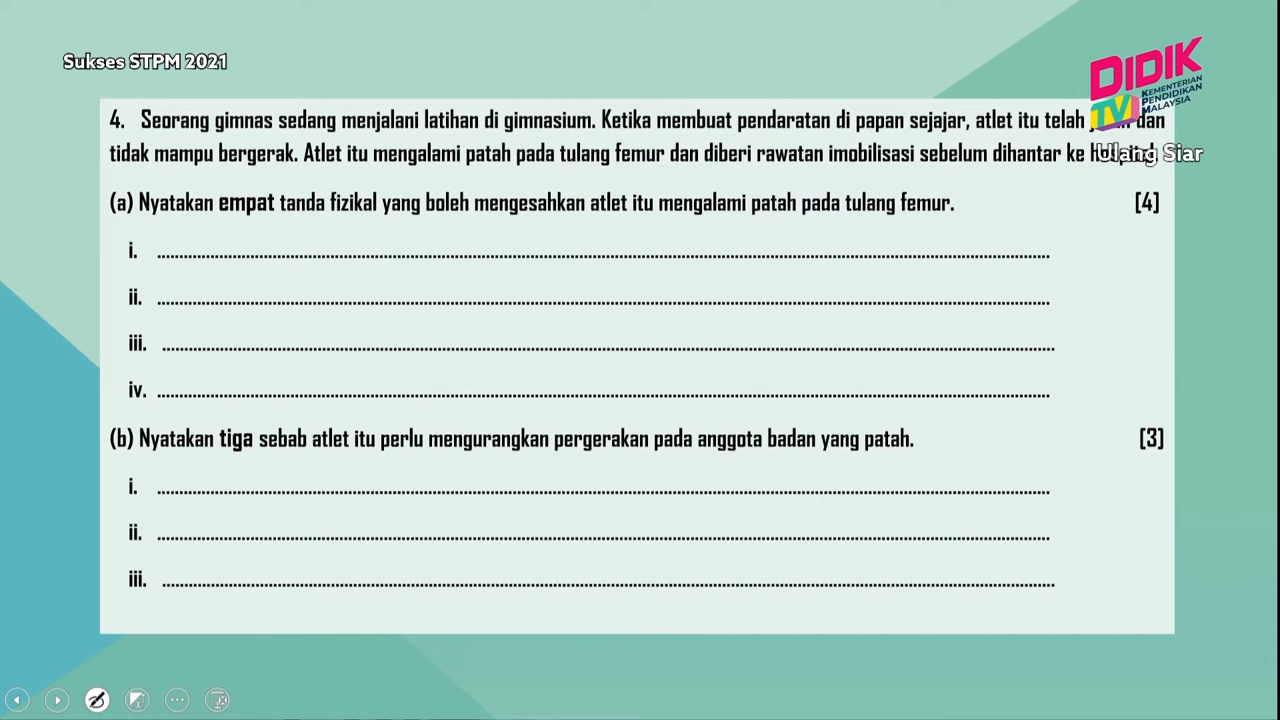 Sukses STPM 2021
DIDIK
TV
KEMENTERIAN
PENDIDIKAN
MALAYSIA
Ulang Siar
4. Seorang gimnas sedang menjalani latihan di gimnasium. Ketika membuat pendaratan di papan sejajar, atlet itu telah dan
tidak mampu bergerak. Atlet itu mengalami patah pada tulang femur dan diberi rawatan imobilisasi sebelum dihantar ke
(a) Nyatakan empat tanda fizikal yang boleh mengesahkan atlet itu mengalami patah pada tulang femur. [4]
i. ................................................................
ii. ................................................................
iii. ................................................................
iv. ................................................................
(b) Nyatakan tiga sebab atlet itu perlu mengurangkan pergerakan pada anggota badan yang patah. [3]
i. ................................................................
ii. ................................................................
iii. ................................................................